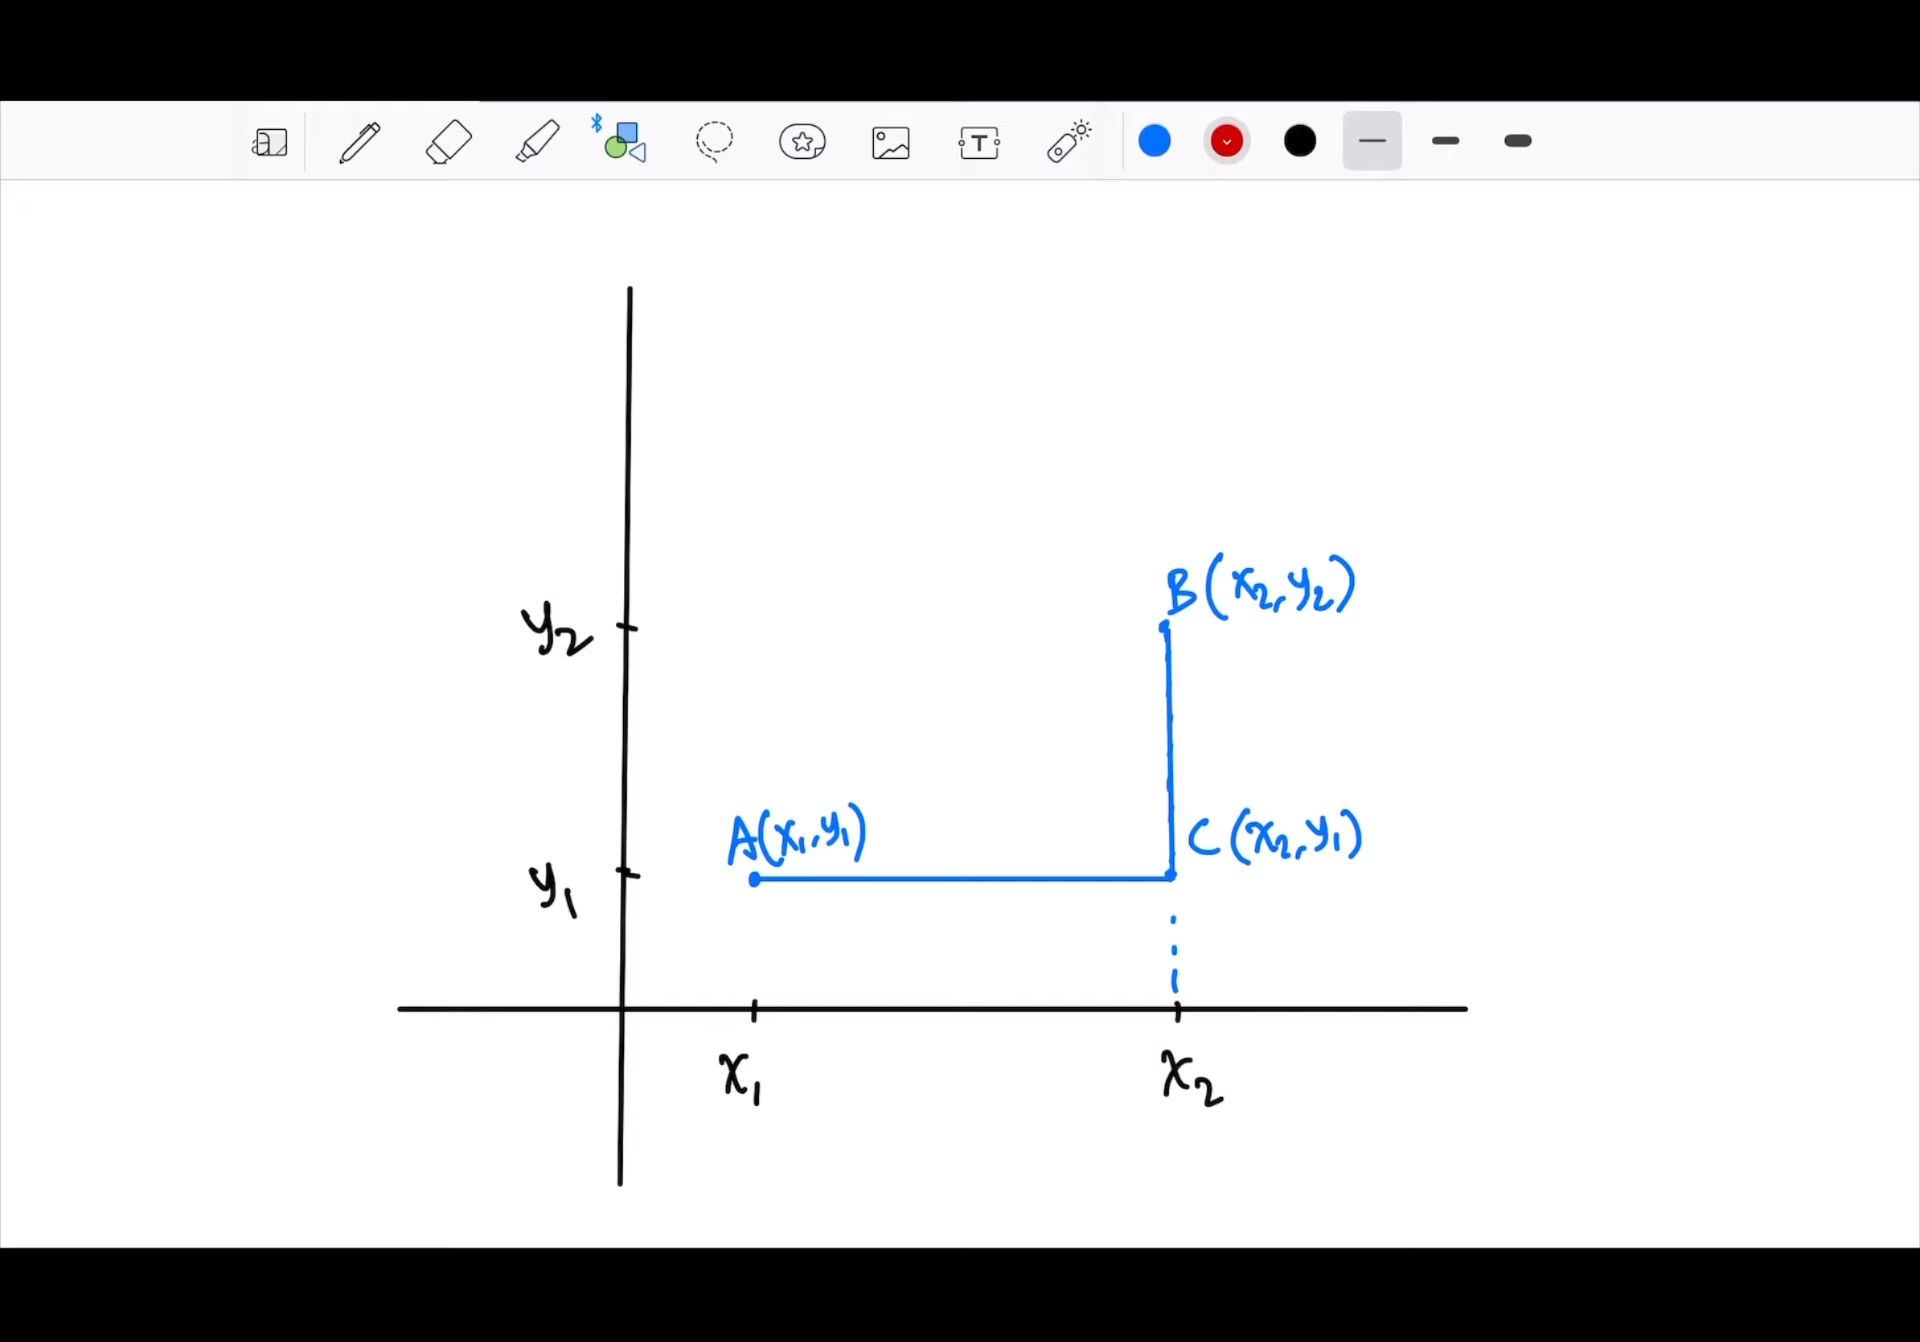 T
B(x₂,y₂)
y₂
A(x₁,y₁) C(x₂,y₁)
y₁
x₁ x₂